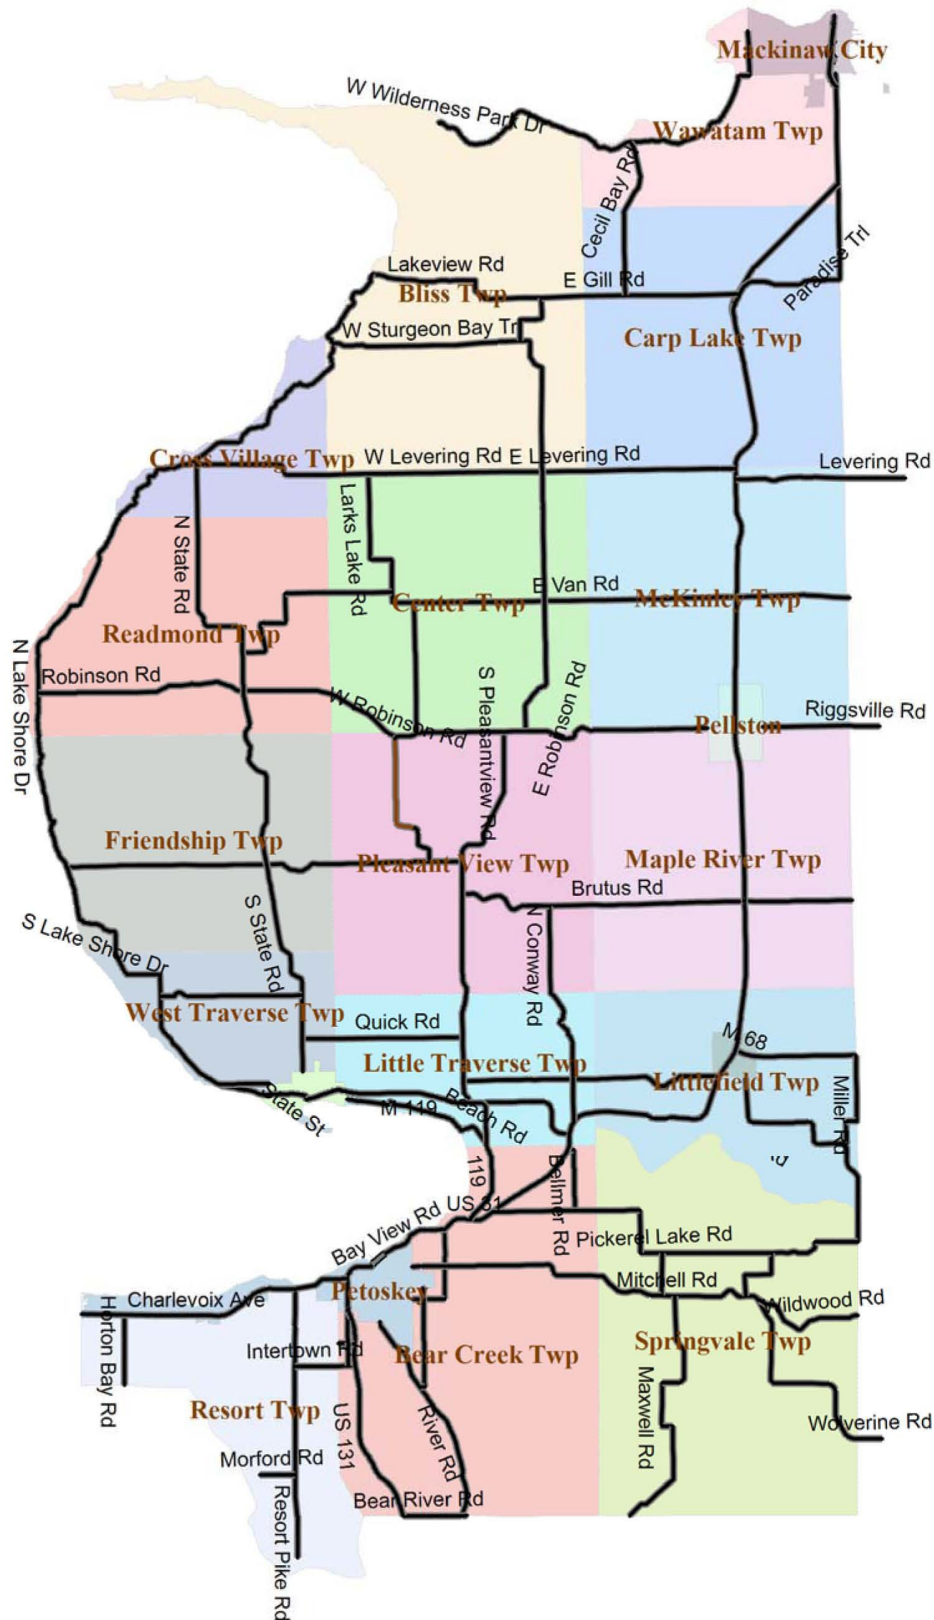 Mackinaw City
W Wilderness Park Dr
Wawatam Twp
Cecil Bay Rd
Paradise Trl
Lakeview Rd
E Gill Rd
Bliss Twp
W Sturgeon Bay Tr
Carp Lake Twp
Cross Village Twp
W Levering Rd
E Levering Rd
Levering Rd
Larks Lake Rd
N State Rd
E Van Rd
Center Twp
McKinley Twp
Readmond Twp
N Lake Shore Dr
Robinson Rd
W Robinson Rd
S Pleasantview Rd
E Robinson Rd
Pellston
Riggsville Rd
Friendship Twp
Pleasant View Twp
Maple River Twp
Brutus Rd
S State Rd
N Conway Rd
S Lake Shore Dr
West Traverse Twp
Quick Rd
M 68
Little Traverse Twp
Littlefield Twp
Miller Rd
State St
M 119
Beach Rd
119
Bellmer Rd
US 31
Bay View Rd
Pickerel Lake Rd
Mitchell Rd
Petoskey
Charlevoix Ave
Wildwood Rd
Horton Bay Rd
Intertown Rd
Bear Creek Twp
Springvale Twp
Resort Twp
US 131
River Rd
Maxwell Rd
Wolverine Rd
Morford Rd
Bear River Rd
Resort Pike Rd